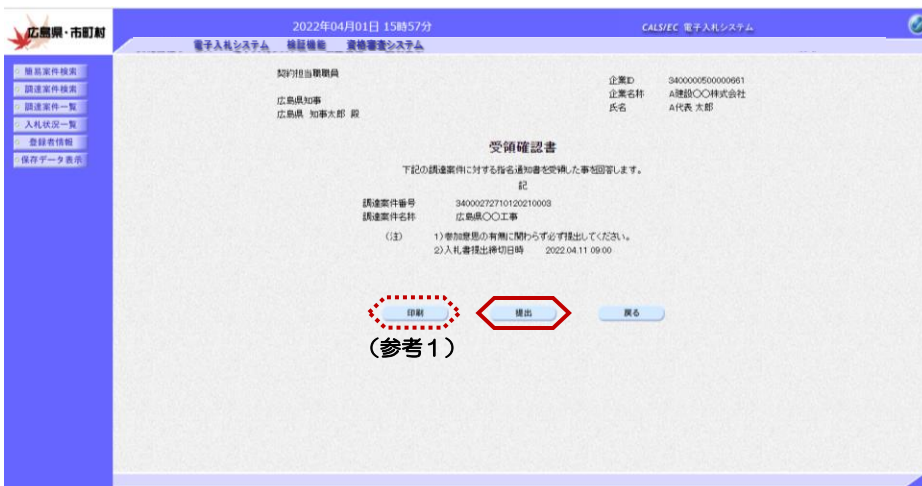 広島県・市町村
2022年04月01日 15時57分
CALS/EC 電子入札システム
電子入札システム 検証機能 資格審査システム
簡易案件検索
調達案件検索
調達案件一覧
入札状況一覧
登録者情報
保存データ表示
契約担当職職員
広島県知事
広島県 知事太郎 殿
企業ID 3400000500000661
企業名称 A建設〇〇株式会社
氏名 A代表 太郎
受領確認書
下記の調達案件に対する指名通知書を受領した事を回答します。
記
調達案件番号 34000272710120210003
調達案件名称 広島県〇〇工事
(注) 1)参加意思の有無に関わらず必ず提出してください。
2)入札書提出締切日時 2022.04.11 09:00
印刷 提出 戻る
(参考1)